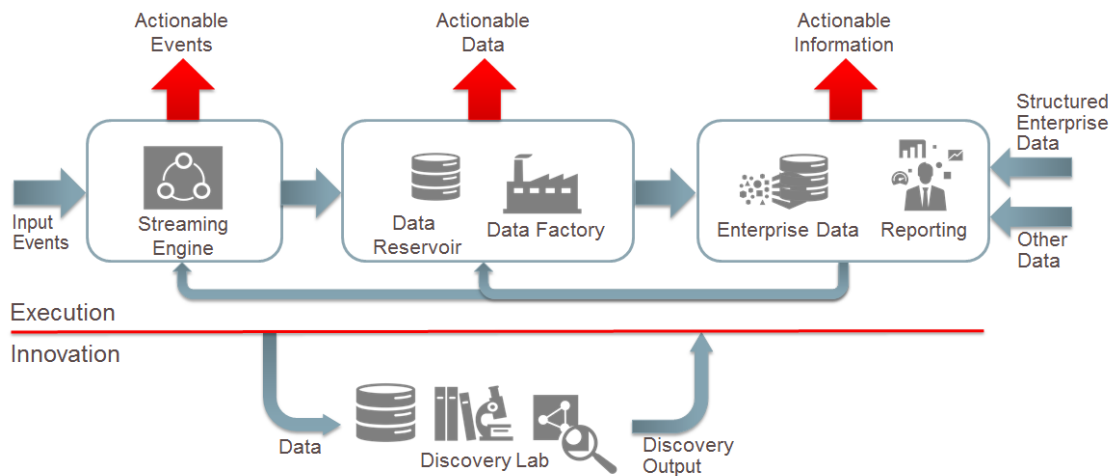 Actionable
Events
Actionable
Data
Actionable
Information
Structured
Enterprise
Data
Input
Events
Streaming
Engine
Data
Reservoir
Data Factory
Enterprise Data
Reporting
Other
Data
Execution
Innovation
Data
Discovery Lab
Discovery
Output